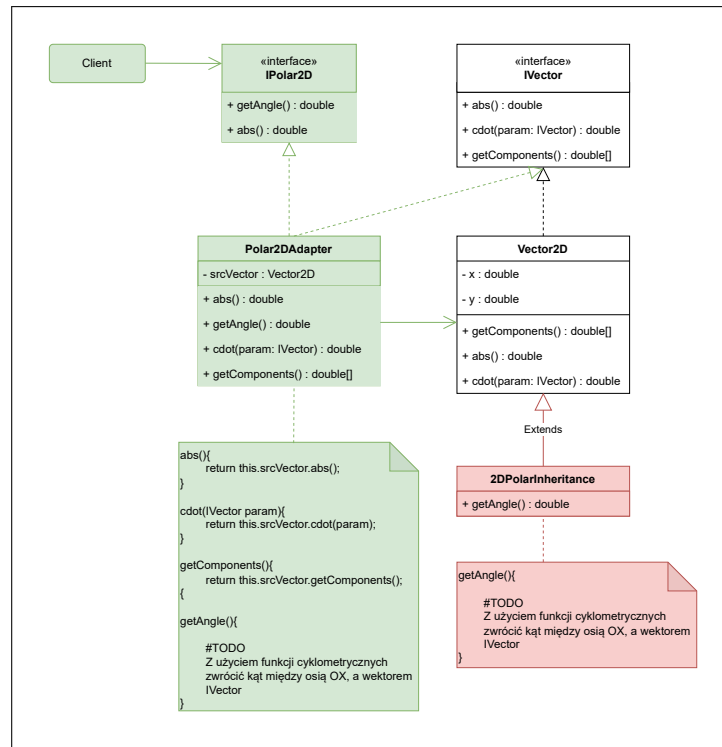 Client
«interface»
IPolar2D
+ getAngle() : double
+ abs() : double
«interface»
IVector
+ abs() : double
+ cdot(param: IVector) : double
+ getComponents() : double[]
Polar2DAdapter
- srcVector : Vector2D
+ abs() : double
+ getAngle() : double
+ cdot(param: IVector) : double
+ getComponents() : double[]
Vector2D
- x : double
- y : double
+ getComponents() : double[]
+ abs() : double
+ cdot(param: IVector) : double
Extends
2DPolarInheritance
+ getAngle() : double
abs(){
return this.srcVector.abs();
}
cdot(IVector param){
return this.srcVector.cdot(param);
}
getComponents(){
return this.srcVector.getComponents();
{
getAngle(){
#TODO
Z użyciem funkcji cyklometrycznych
zwrócić kąt między osią OX, a wektorem
IVector
}
getAngle(){
#TODO
Z użyciem funkcji cyklometrycznych
zwrócić kąt między osią OX, a wektorem
IVector
}